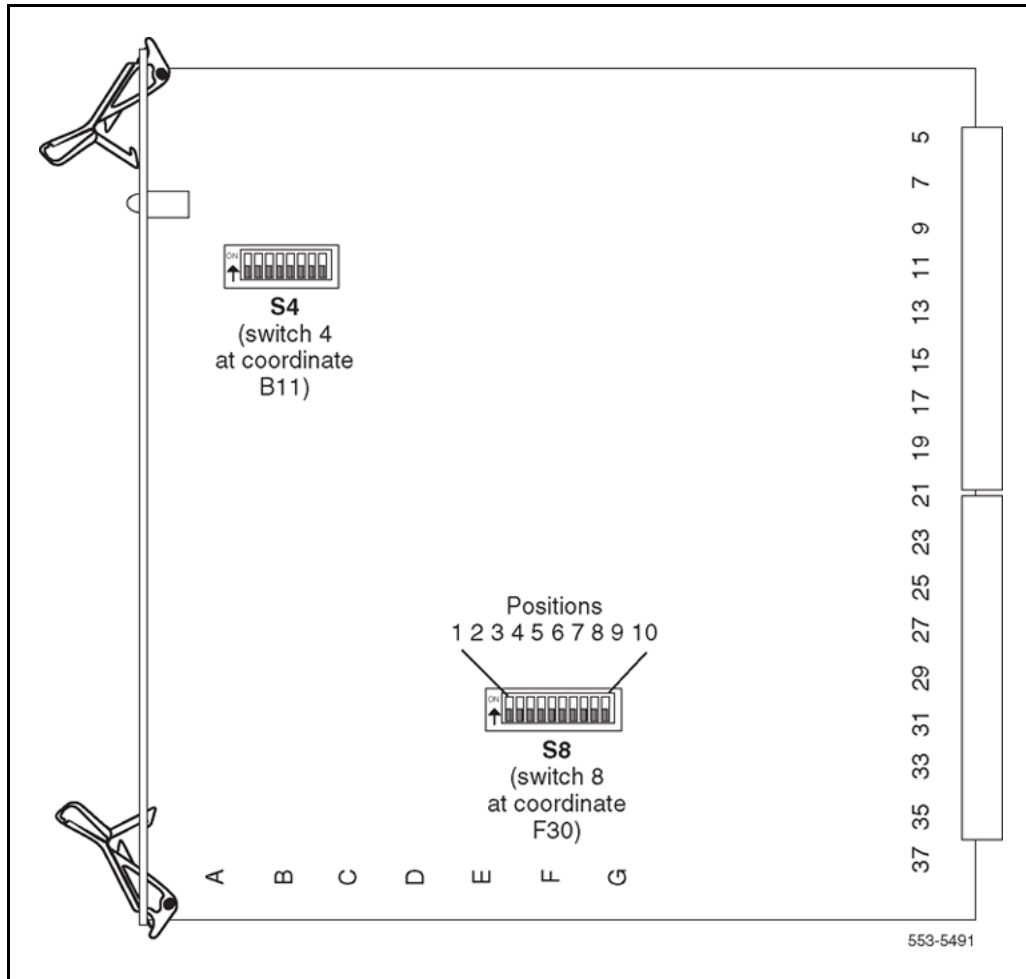 5
7
9
ON
11
S4
(switch 4
at coordinate
B11)
13
15
17
19
21
23
25
27
29
31
33
35
37
Positions
1 2 3 4 5 6 7 8 9 10
ON
S8
(switch 8
at coordinate
F30)
A
B
C
D
E
F
G
553-5491